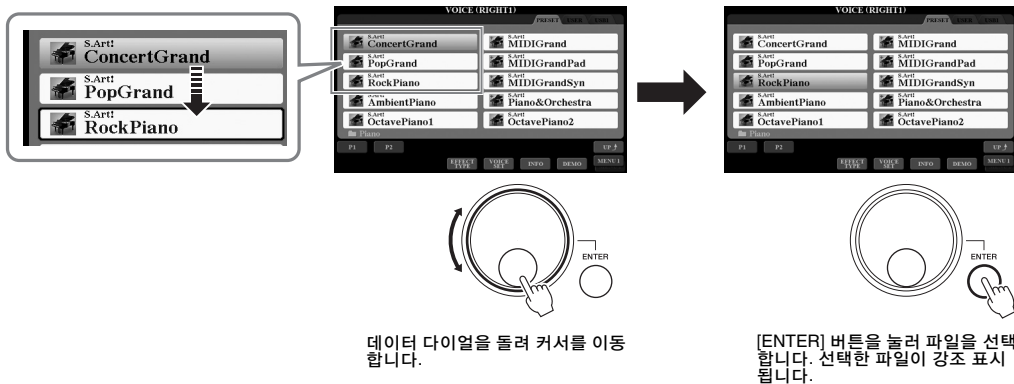 S.Art!
ConcertGrand
S.Art!
PopGrand
S.Art!
RockPiano
VOICE (RIGHT1)
PRESET USER USB1
S.Art!
ConcertGrand
S.Art!
MIDIGrand
S.Art!
PopGrand
S.Art!
MIDIGrandPad
S.Art!
RockPiano
S.Art!
MIDIGrandSyn
S.Art!
AmbientPiano
S.Art!
Piano&Orchestra
S.Art!
OctavePiano1
S.Art!
OctavePiano2
Piano
P1 P2 UP
EFFECT TYPE VOICE SET INFO DEMO MENU 1
ENTER
데이터 다이얼을 돌려 커서를 이동
합니다.
VOICE (RIGHT1)
PRESET USER USB1
S.Art!
ConcertGrand
S.Art!
MIDIGrand
S.Art!
PopGrand
S.Art!
MIDIGrandPad
S.Art!
RockPiano
S.Art!
MIDIGrandSyn
S.Art!
AmbientPiano
S.Art!
Piano&Orchestra
S.Art!
OctavePiano1
S.Art!
OctavePiano2
Piano
P1 P2 UP
EFFECT TYPE VOICE SET INFO DEMO MENU 1
ENTER
[ENTER] 버튼을 눌러 파일을 선택
합니다. 선택한 파일이 강조 표시
됩니다.